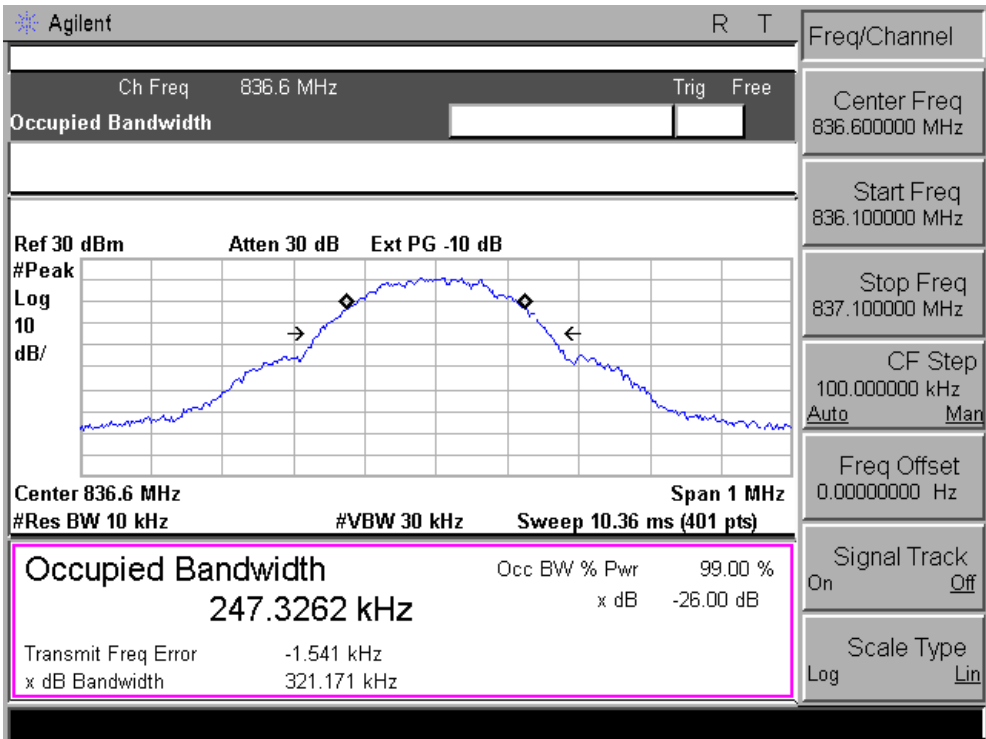 Agilent R T
Ch Freq 836.6 MHz Trig Free
Occupied Bandwidth
Ref 30 dBm Atten 30 dB Ext PG -10 dB
#Peak
Log
10
dB/
Center 836.6 MHz Span 1 MHz
#Res BW 10 kHz #VBW 30 kHz Sweep 10.36 ms (401 pts)
Occupied Bandwidth Occ BW % Pwr 99.00 %
247.3262 kHz x dB -26.00 dB
Transmit Freq Error -1.541 kHz
x dB Bandwidth 321.171 kHz
Freq/Channel
Center Freq
836.600000 MHz
Start Freq
836.100000 MHz
Stop Freq
837.100000 MHz
CF Step
100.000000 kHz
Auto Man
Freq Offset
0.00000000 Hz
Signal Track
On Off
Scale Type
Log Lin